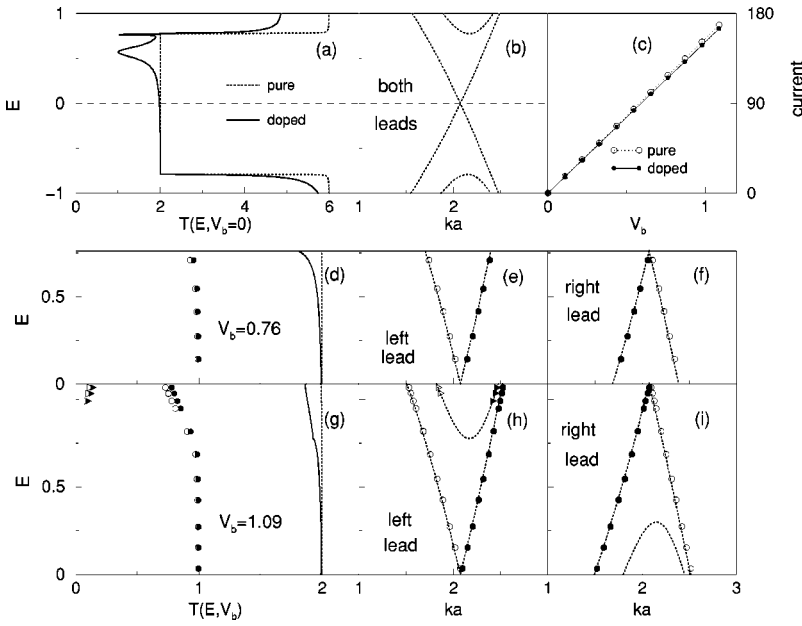 1
180
(a)
(b)
(c)
pure
both
E
0
90
current
doped
leads
pure
doped
−1
0
0
2
4
6
1
2
0
1
T(E,V_b=0)
ka
V_b
(d)
(e)
(f)
right
lead
E
0.5
V_b=0.76
left
lead
0
(g)
(h)
(i)
right
lead
E
0.5
V_b=1.09
left
lead
0
0
1
2
1
2
1
2
3
T(E,V_b)
ka
ka